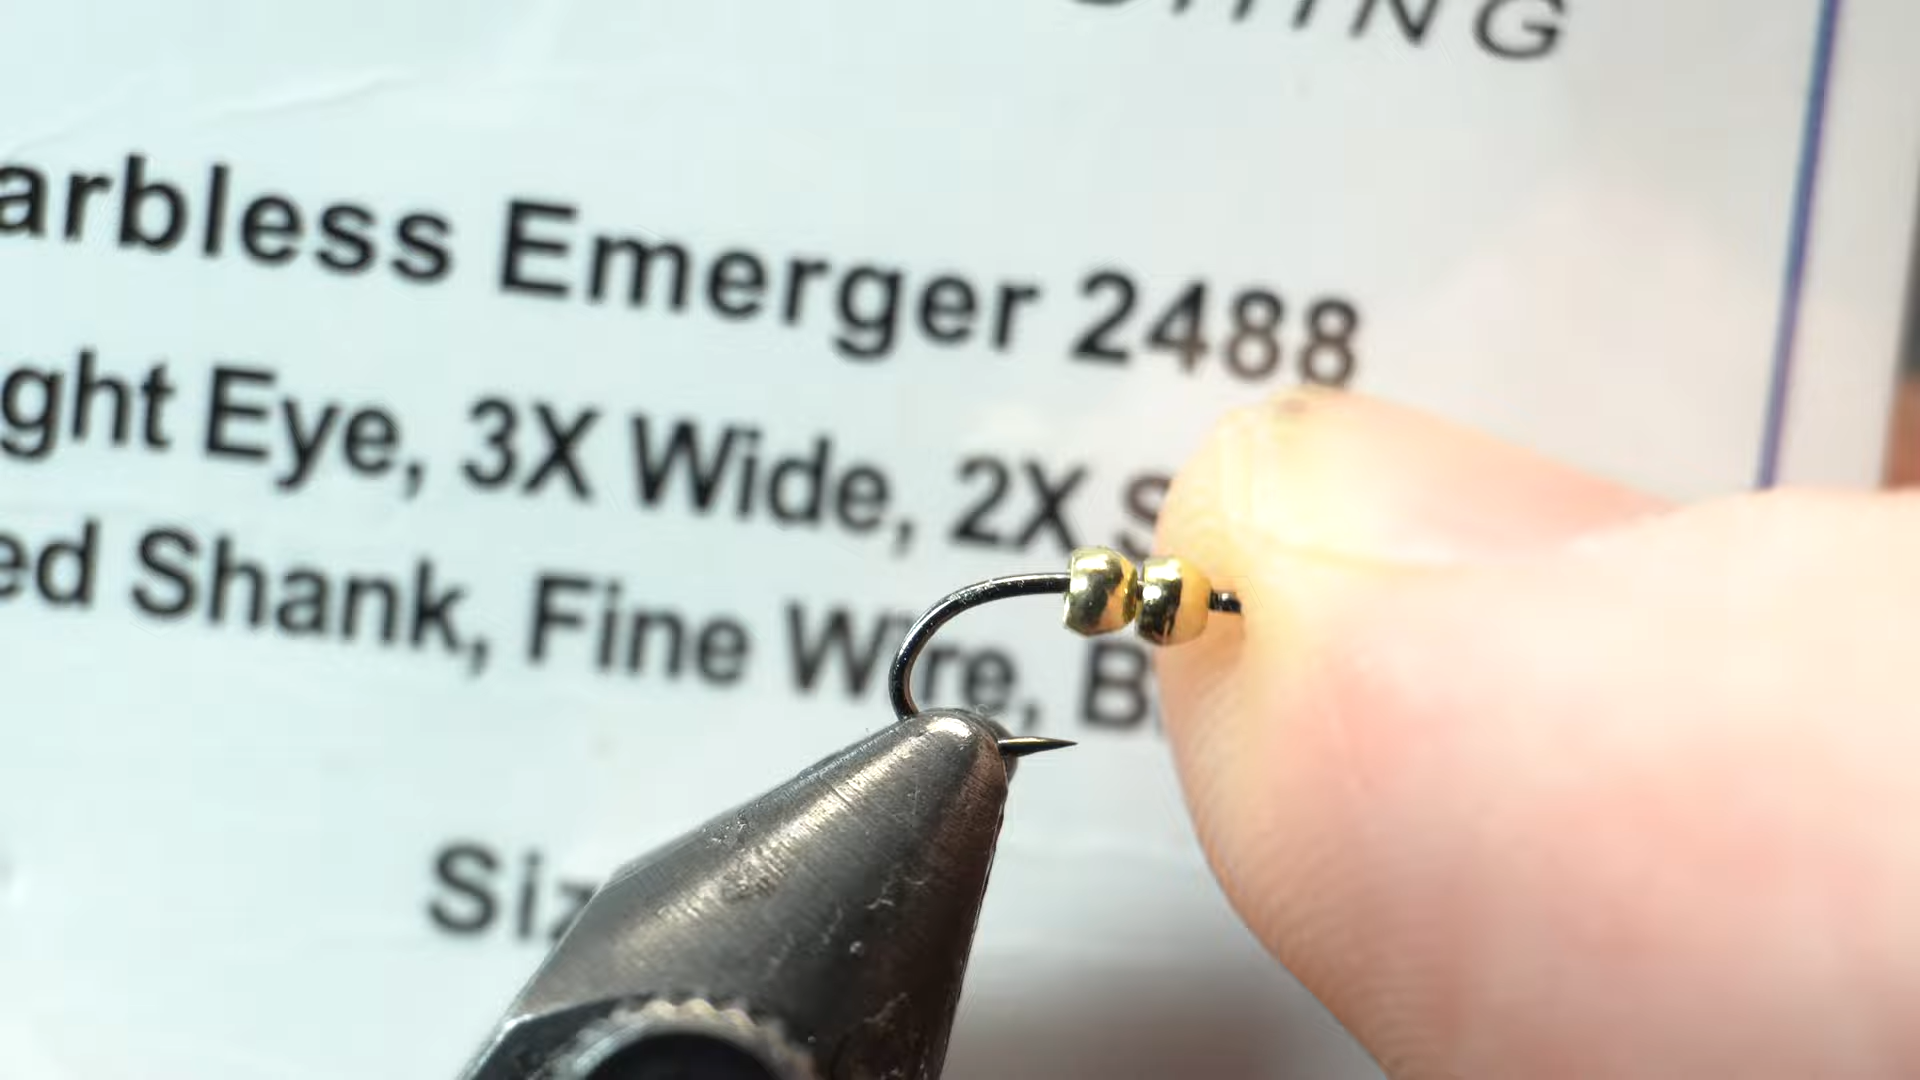 arbless Emerger 2488
ght Eye, 3X Wide, 2X S
ed Shank, Fine Wire, B
Siz